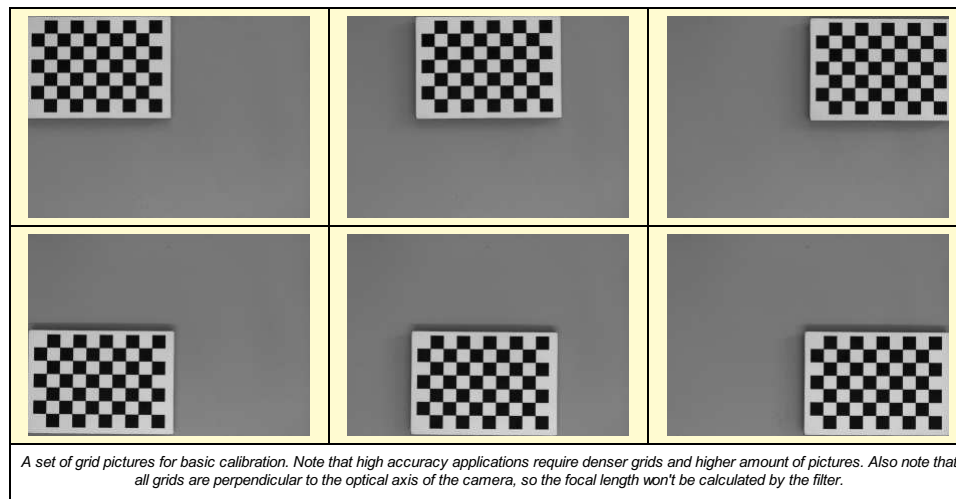 A set of grid pictures for basic calibration. Note that high accuracy applications require denser grids and higher amount of pictures. Also note that
all grids are perpendicular to the optical axis of the camera, so the focal length won't be calculated by the filter.